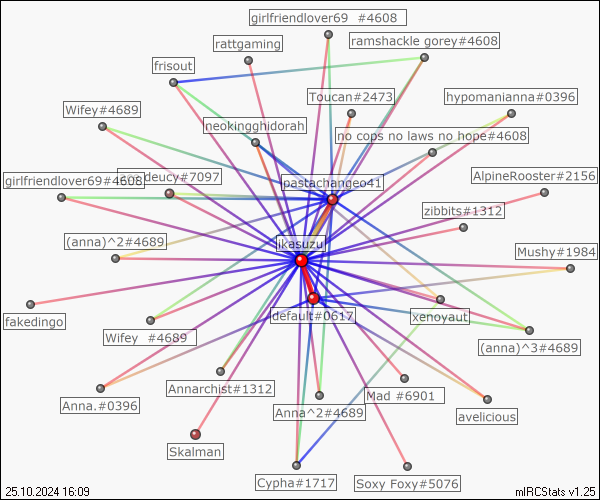 girlfriendlover69  #4608
rattgaming
ramshackle gorey#4608
frisout
Toucan#2473
hypomanianna#0396
Wifey#4689
neokingghidorah
no cops no laws no hope#4608
girlfriendlover69#4608
deucy#7097
pastachangeo41
AlpineRooster#2156
zibbits#1312
(anna)^2#4689
likasuzu
Mushy#1984
fakedingo
Wifey  #4689
default#0617
xenoyaut
(anna)^3#4689
Anna.#0396
Annarchist#1312
Anna^2#4689
Mad #6901
avelicious
Skalman
Cypha#1717
Soxy Foxy#5076
25.10.2024 16:09
mIRCStats v1.25